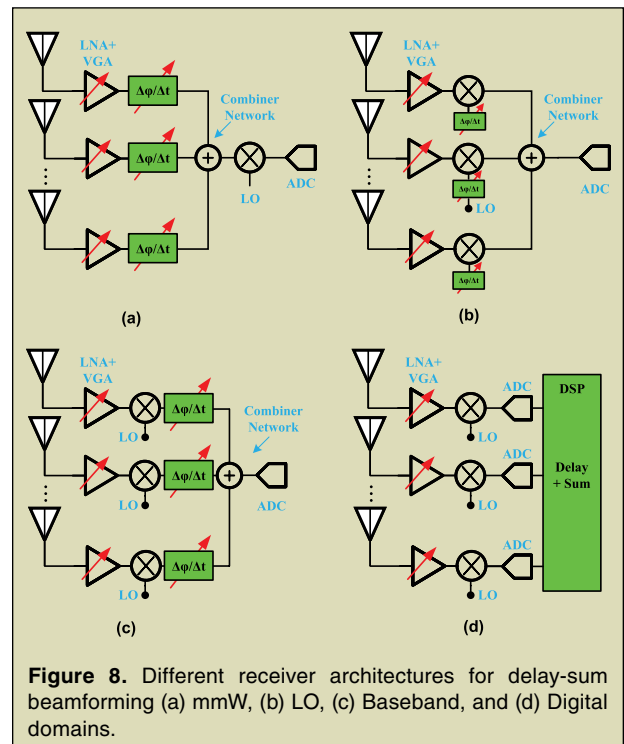 LNA+
VGA
Δφ/Δt
Δφ/Δt
Δφ/Δt
Combiner
Network
+
LO
ADC
⋮
(a)
LNA+
VGA
Δφ/Δt
Δφ/Δt
LO
Δφ/Δt
Combiner
Network
+
ADC
⋮
(b)
LNA+
VGA
LO
Δφ/Δt
LO
Δφ/Δt
LO
Δφ/Δt
Combiner
Network
+
ADC
⋮
(c)
LNA+
VGA
LO
ADC
LO
ADC
LO
ADC
DSP
Delay
+ Sum
⋮
(d)
Figure 8. Different receiver architectures for delay-sum
beamforming (a) mmW, (b) LO, (c) Baseband, and (d) Digital
domains.